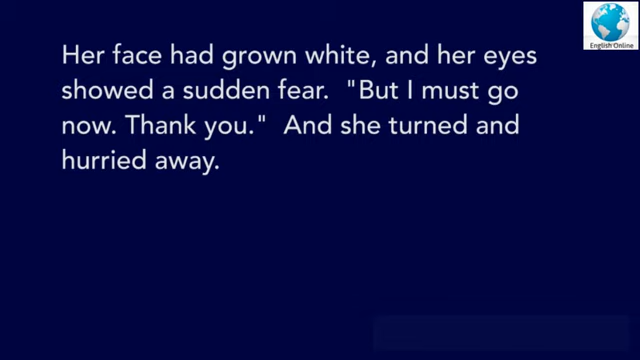 English Online
Her face had grown white, and her eyes
showed a sudden fear.  "But I must go
now. Thank you."  And she turned and
hurried away.